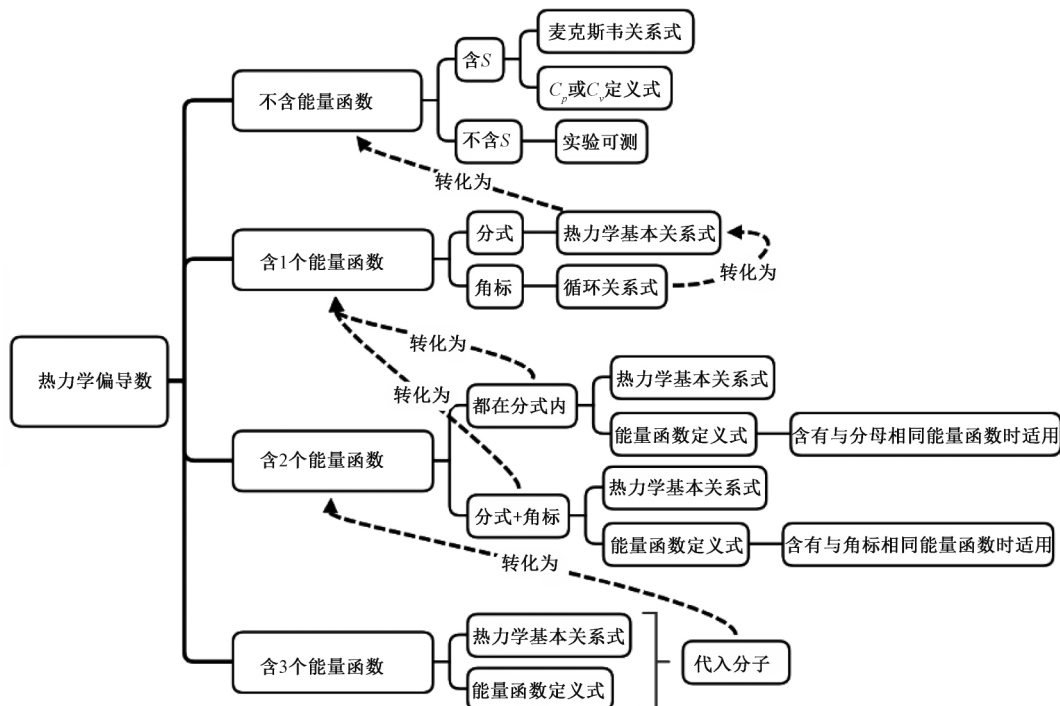 麦克斯韦关系式
含S
Cp或Cv定义式
不含能量函数
不含S
实验可测
转化为
分式
热力学基本关系式
含1个能量函数
转化为
角标
循环关系式
转化为
热力学基本关系式
热力学偏导数
转化为
都在分式内
能量函数定义式
含有与分母相同能量函数时适用
含2个能量函数
热力学基本关系式
分式+角标
能量函数定义式
含有与角标相同能量函数时适用
转化为
热力学基本关系式
含3个能量函数
代入分子
能量函数定义式